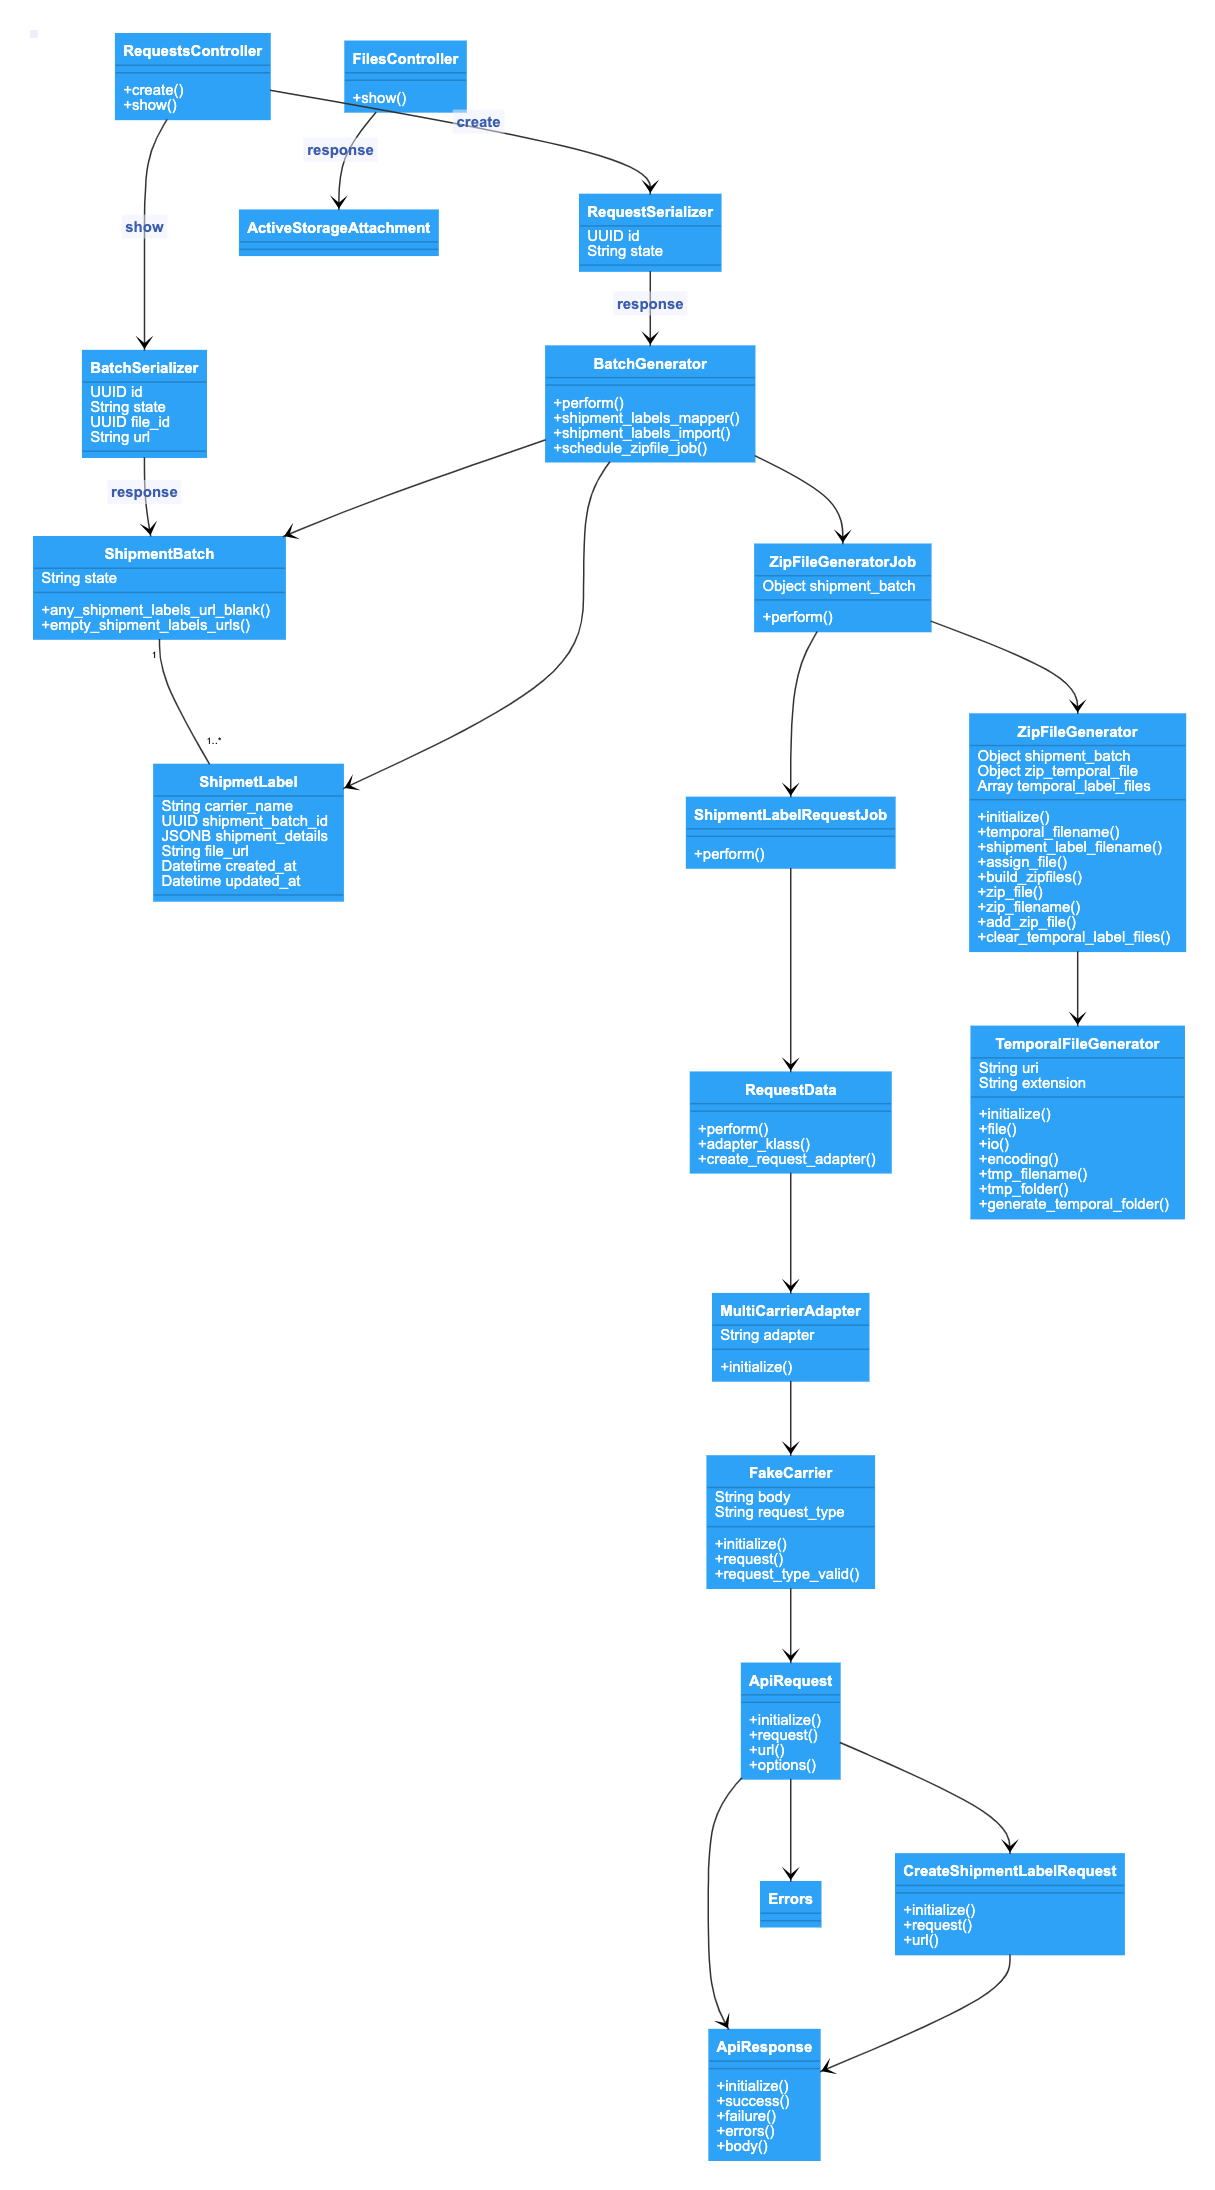 RequestsController
+create()
+show()
FilesController
+show()
create
response
show
ActiveStorageAttachment
RequestSerializer
UUID id
String state
response
BatchSerializer
UUID id
String state
UUID file_id
String url
BatchGenerator
+perform()
+shipment_labels_mapper()
+shipment_labels_import()
+schedule_zipfile_job()
response
ShipmentBatch
String state
+any_shipment_labels_url_blank()
+empty_shipment_labels_urls()
ZipFileGeneratorJob
Object shipment_batch
+perform()
1
1..*
ShipmetLabel
String carrier_name
UUID shipment_batch_id
JSONB shipment_details
String file_url
Datetime created_at
Datetime updated_at
ShipmentLabelRequestJob
+perform()
ZipFileGenerator
Object shipment_batch
Object zip_temporal_file
Array temporal_label_files
+initialize()
+temporal_filename()
+shipment_label_filename()
+assign_file()
+build_zipfiles()
+zip_file()
+zip_filename()
+add_zip_file()
+clear_temporal_label_files()
RequestData
+perform()
+adapter_klass()
+create_request_adapter()
TemporalFileGenerator
String uri
String extension
+initialize()
+file()
+io()
+encoding()
+tmp_filename()
+tmp_folder()
+generate_temporal_folder()
MultiCarrierAdapter
String adapter
+initialize()
FakeCarrier
String body
String request_type
+initialize()
+request()
+request_type_valid()
ApiRequest
+initialize()
+request()
+url()
+options()
Errors
CreateShipmentLabelRequest
+initialize()
+request()
+url()
ApiResponse
+initialize()
+success()
+failure()
+errors()
+body()